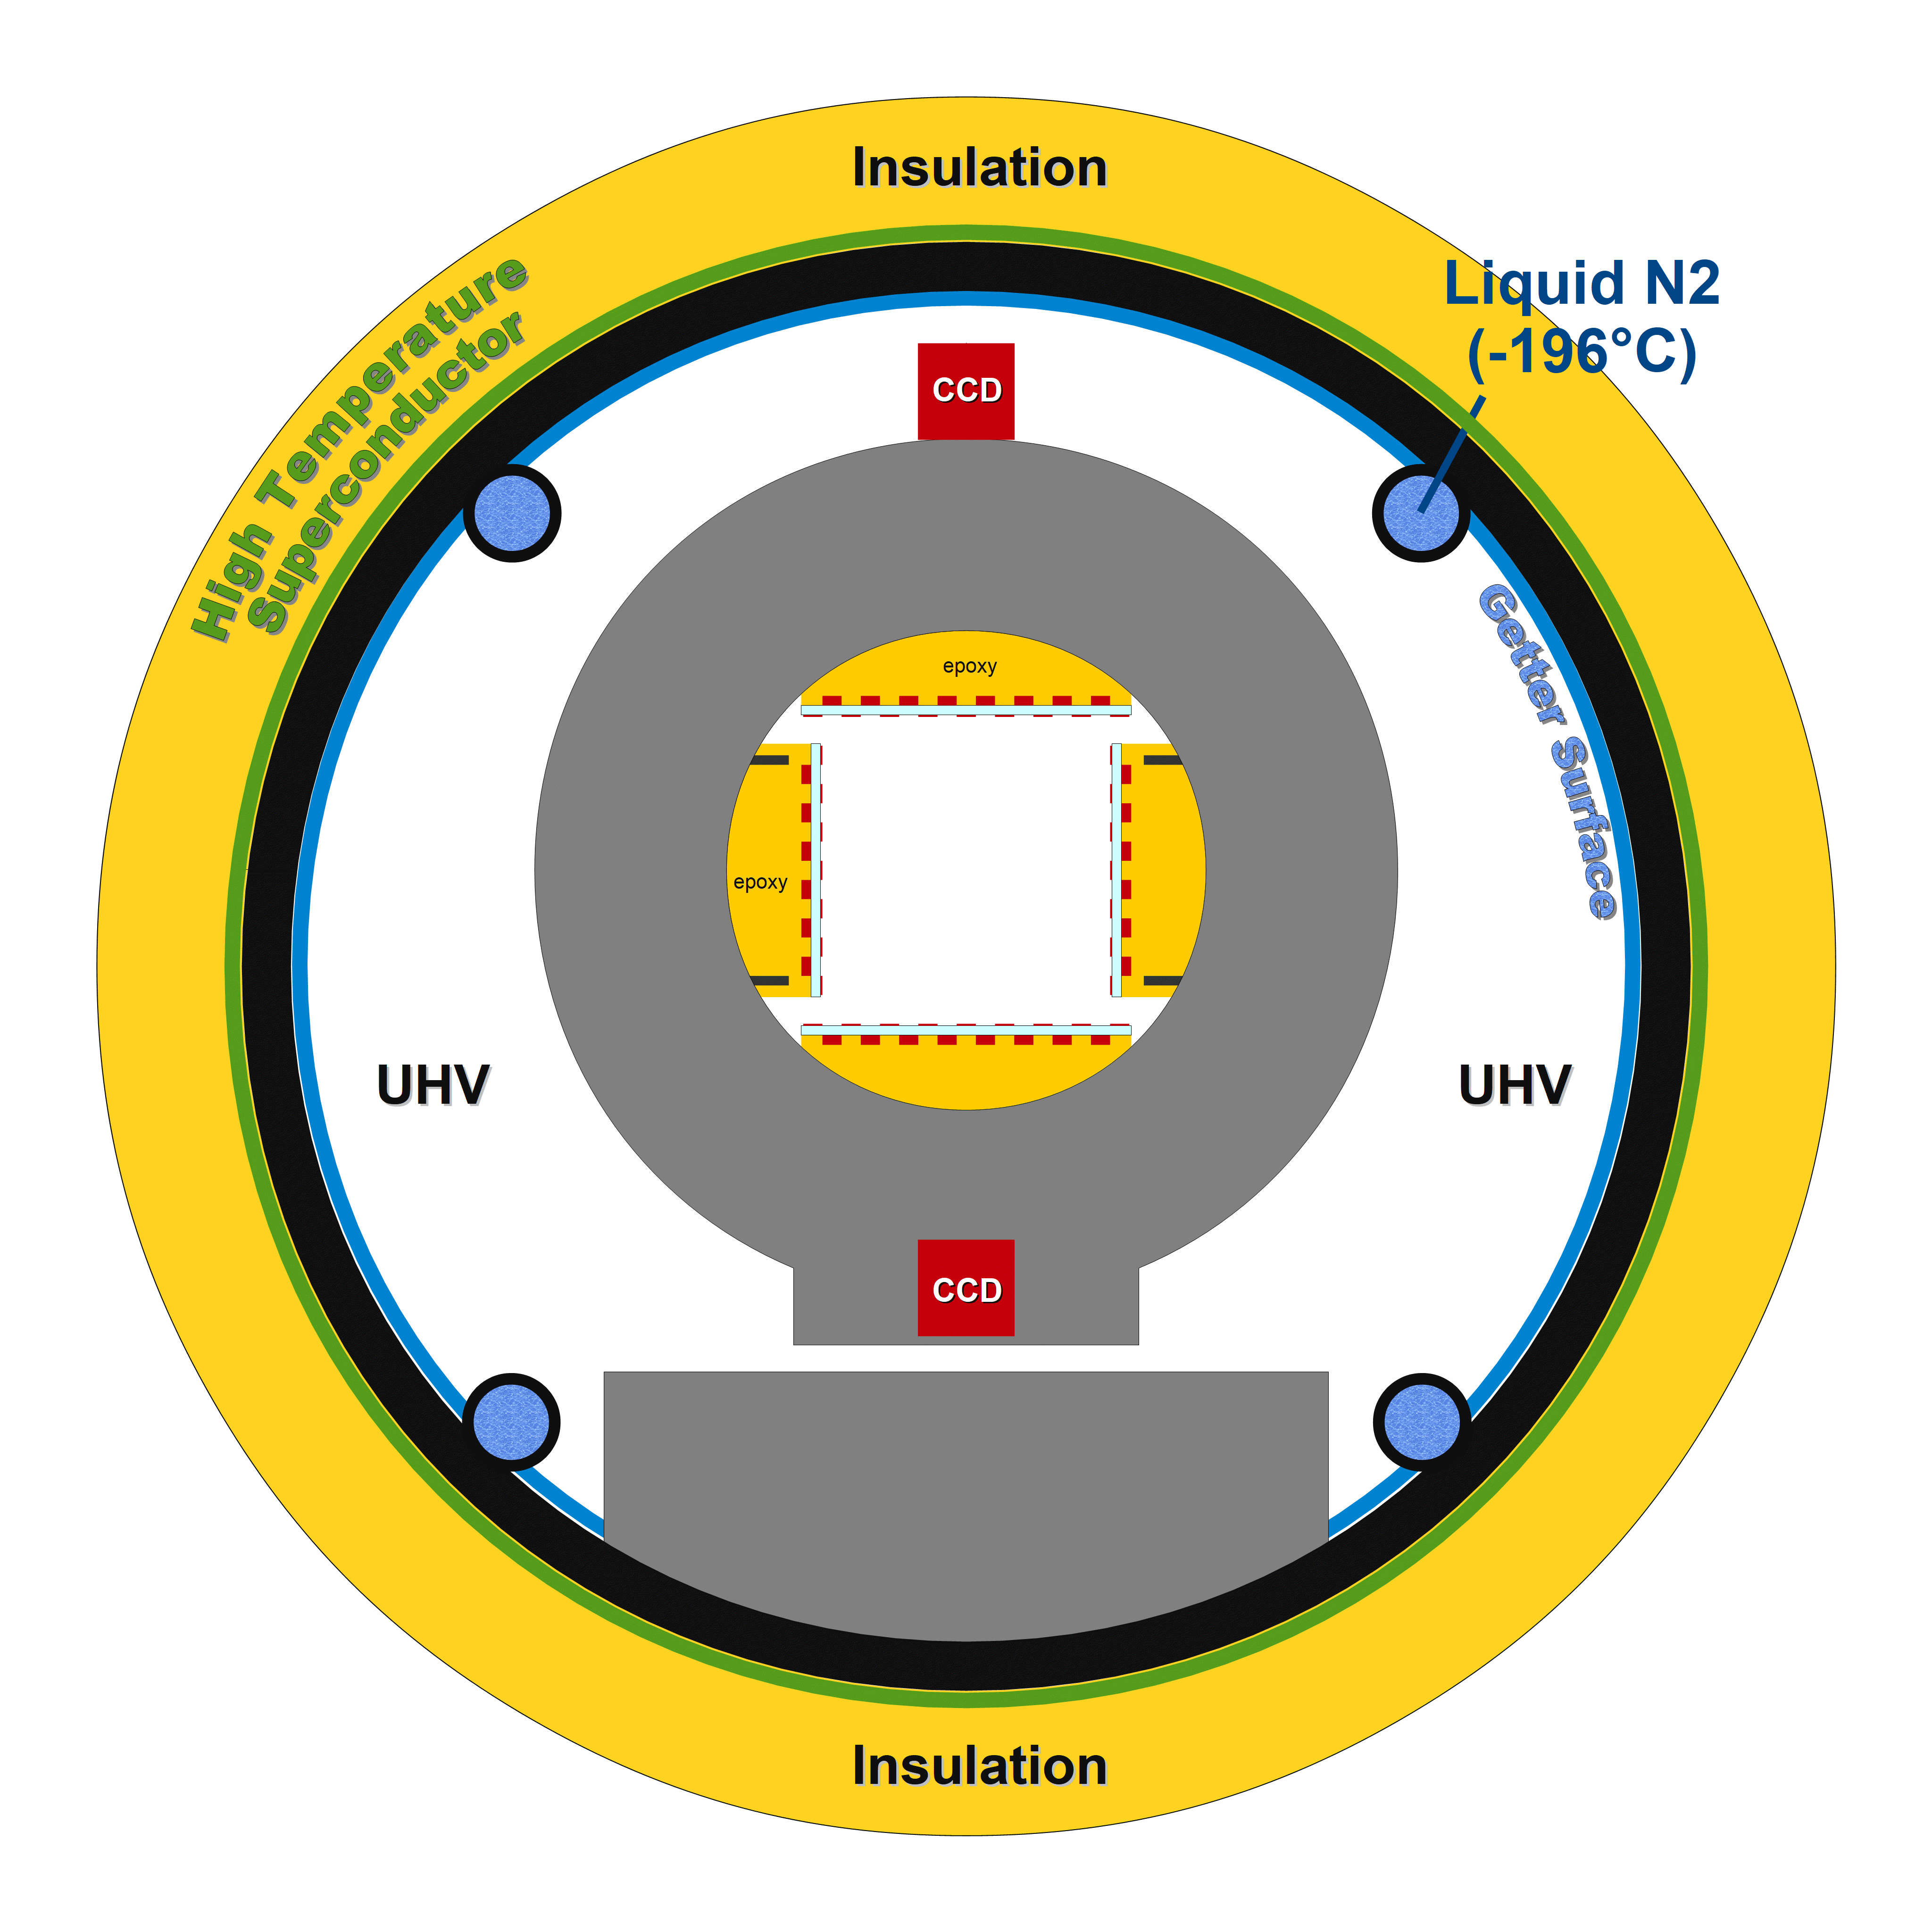 Insulation
High Temperature
Superconductor
Liquid N2
(-196°C)
CCD
Getter Surface
epoxy
epoxy
UHV
UHV
CCD
Insulation